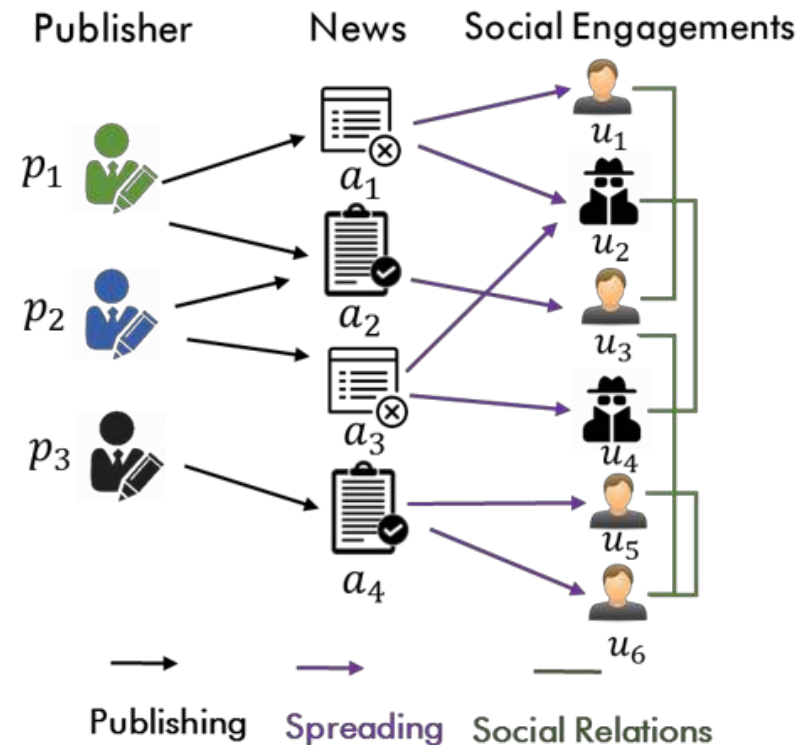 Publisher News Social Engagements
p₁
a₁
u₁
u₂
p₂
a₂
u₃
a₃
p₃
u₄
u₅
a₄
u₆
Publishing Spreading Social Relations